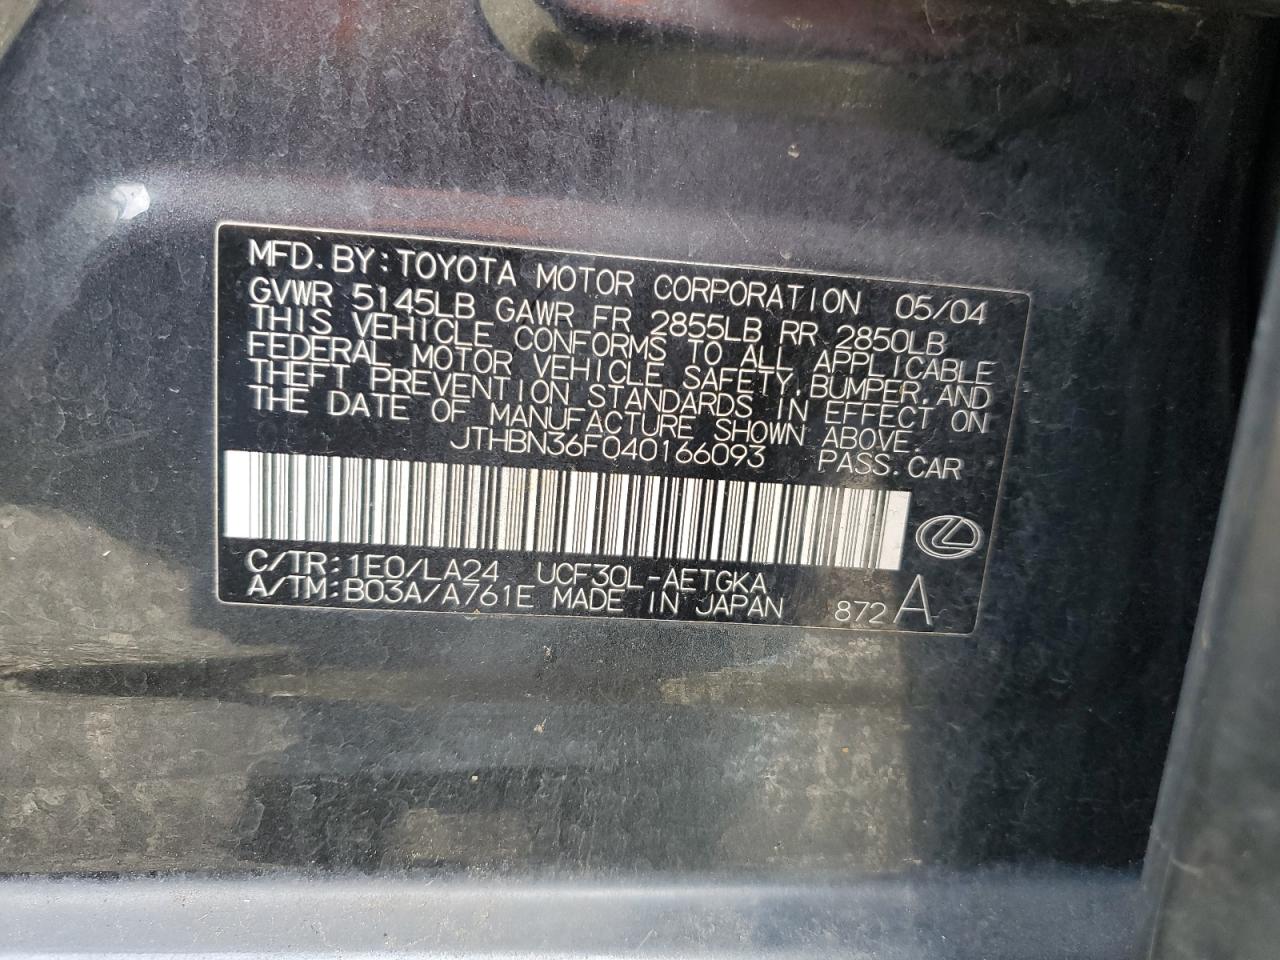 MFD. BY: TOYOTA MOTOR CORPORATION 05/04
GVWR 5145LB GAWR FR 2855LB RR 2850LB
THIS VEHICLE CONFORMS TO ALL APPLICABLE
FEDERAL MOTOR VEHICLE SAFETY, BUMPER, AND
THEFT PREVENTION STANDARDS IN EFFECT ON
THE DATE OF MANUFACTURE SHOWN ABOVE.
JTHBN36F040166093 PASS. CAR
C/TR: 1E0/LA24 UCF30L-AETGKA
A/TM: B03A/A761E MADE IN JAPAN 872 A